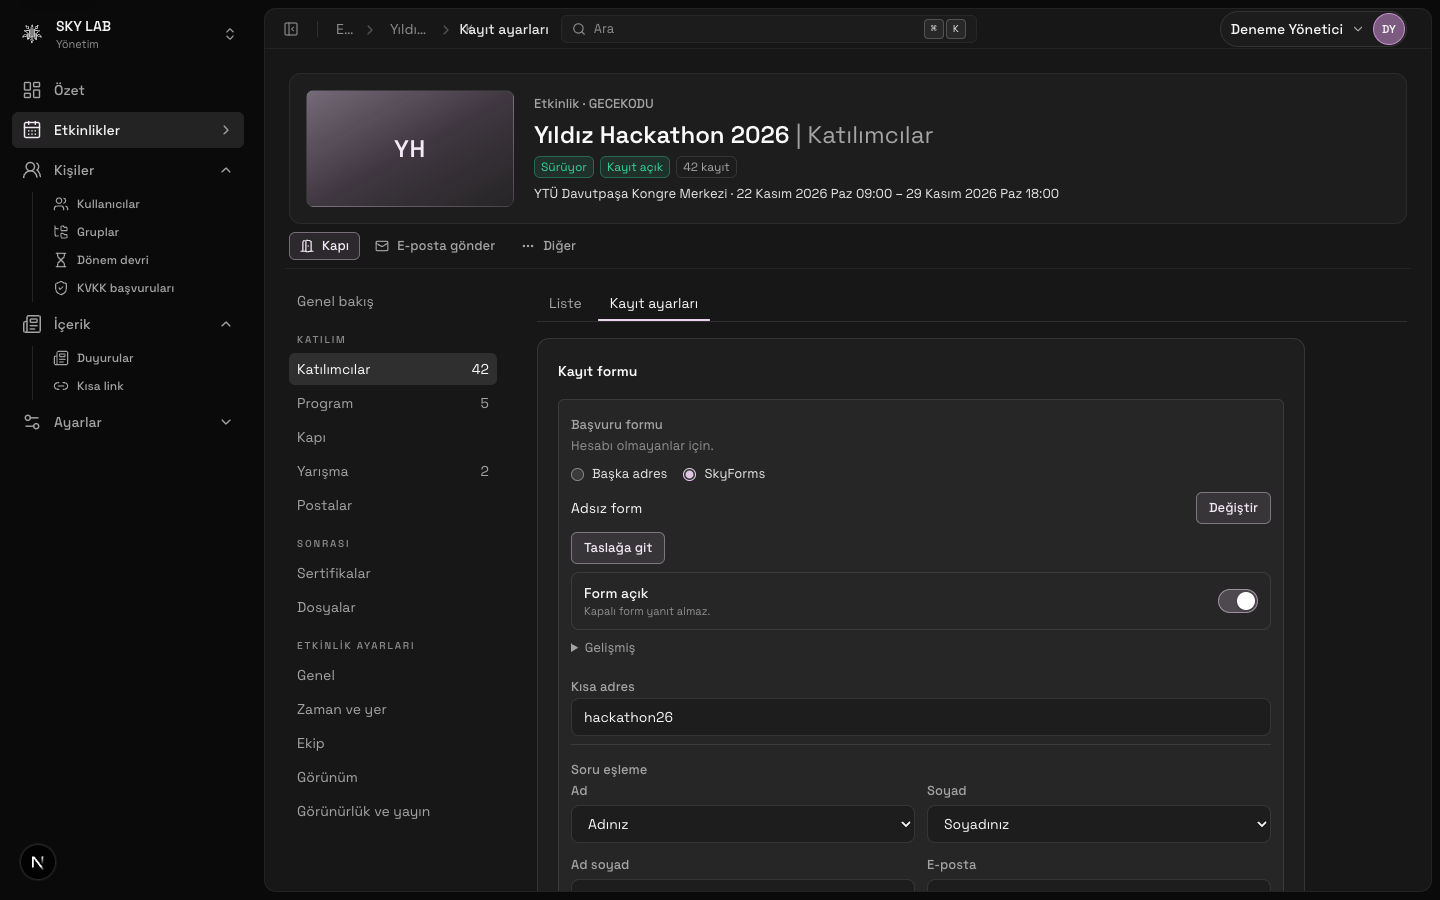 SKY LAB
Yönetim
E... Yıldı... Kayıt ayarları
Ara
⌘ K
Deneme Yönetici
DY
Özet
Etkinlikler
Kişiler
Kullanıcılar
Gruplar
Dönem devri
KVKK başvuruları
İçerik
Duyurular
Kısa link
Ayarlar
N
YH
Etkinlik · GECEKODU
Yıldız Hackathon 2026 | Katılımcılar
Sürüyor Kayıt açık 42 kayıt
YTÜ Davutpaşa Kongre Merkezi · 22 Kasım 2026 Paz 09:00 – 29 Kasım 2026 Paz 18:00
Kapı E-posta gönder Diğer
Genel bakış
KATILIM
Katılımcılar 42
Program 5
Kapı
Yarışma 2
Postalar
SONRASI
Sertifikalar
Dosyalar
ETKİNLİK AYARLARI
Genel
Zaman ve yer
Ekip
Görünüm
Görünürlük ve yayın
Liste Kayıt ayarları
Kayıt formu
Başvuru formu
Hesabı olmayanlar için.
Başka adres SkyForms
Adsız form
Değiştir
Taslağa git
Form açık
Kapalı form yanıt almaz.
Gelişmiş
Kısa adres
hackathon26
Soru eşleme
Ad Soyad
Adınız Soyadınız
Ad soyad E-posta